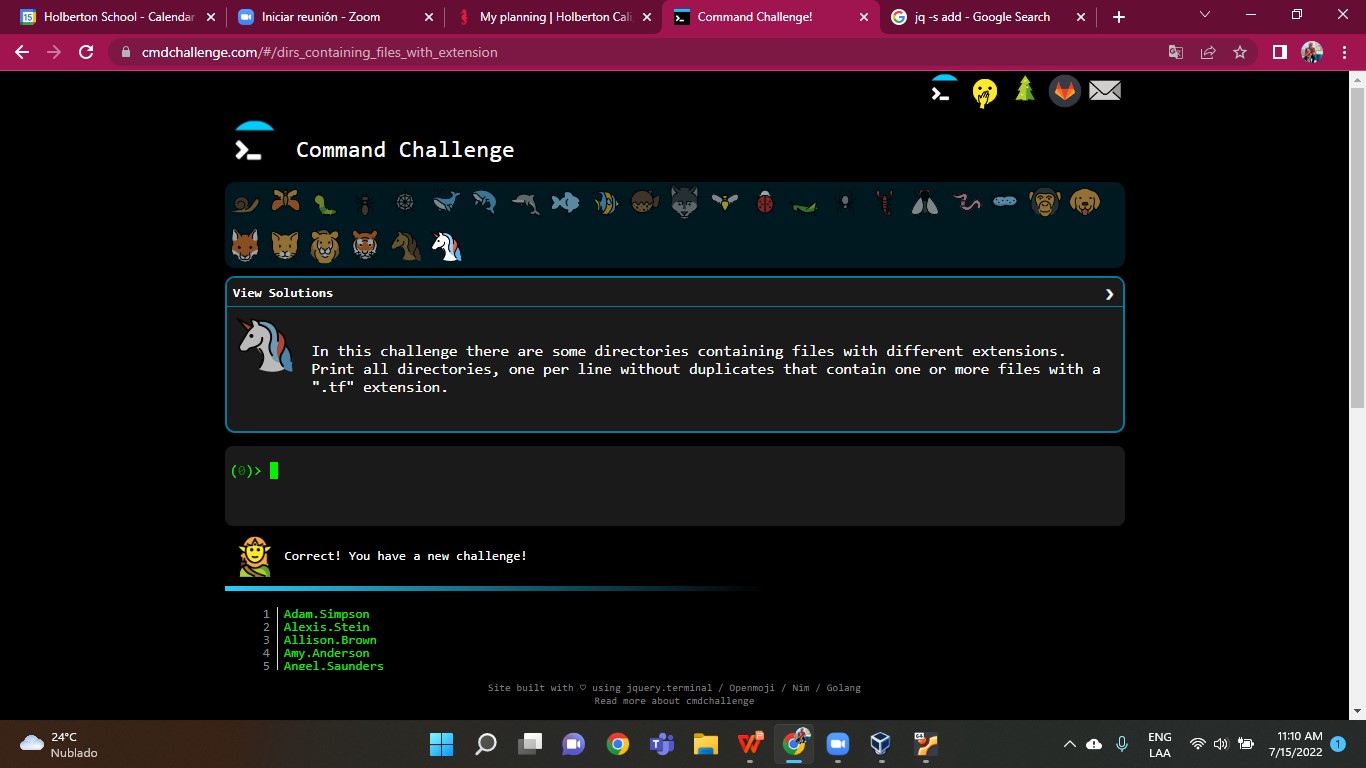 Holberton School - Calendar
Iniciar reunión - Zoom
My planning | Holberton Cali
Command Challenge!
jq -s add - Google Search
cmdchallenge.com/#/dirs_containing_files_with_extension
Command Challenge
View Solutions
In this challenge there are some directories containing files with different extensions.
Print all directories, one per line without duplicates that contain one or more files with a
".tf" extension.
(0)>
Correct! You have a new challenge!
1 Adam.Simpson
2 Alexis.Stein
3 Allison.Brown
4 Amy.Anderson
5 Angel.Saunders
Site built with ♡ using jquery.terminal / Openmoji / Nim / Golang
Read more about cmdchallenge
24°C
Nublado
ENG
LAA
11:10 AM
7/15/2022
1